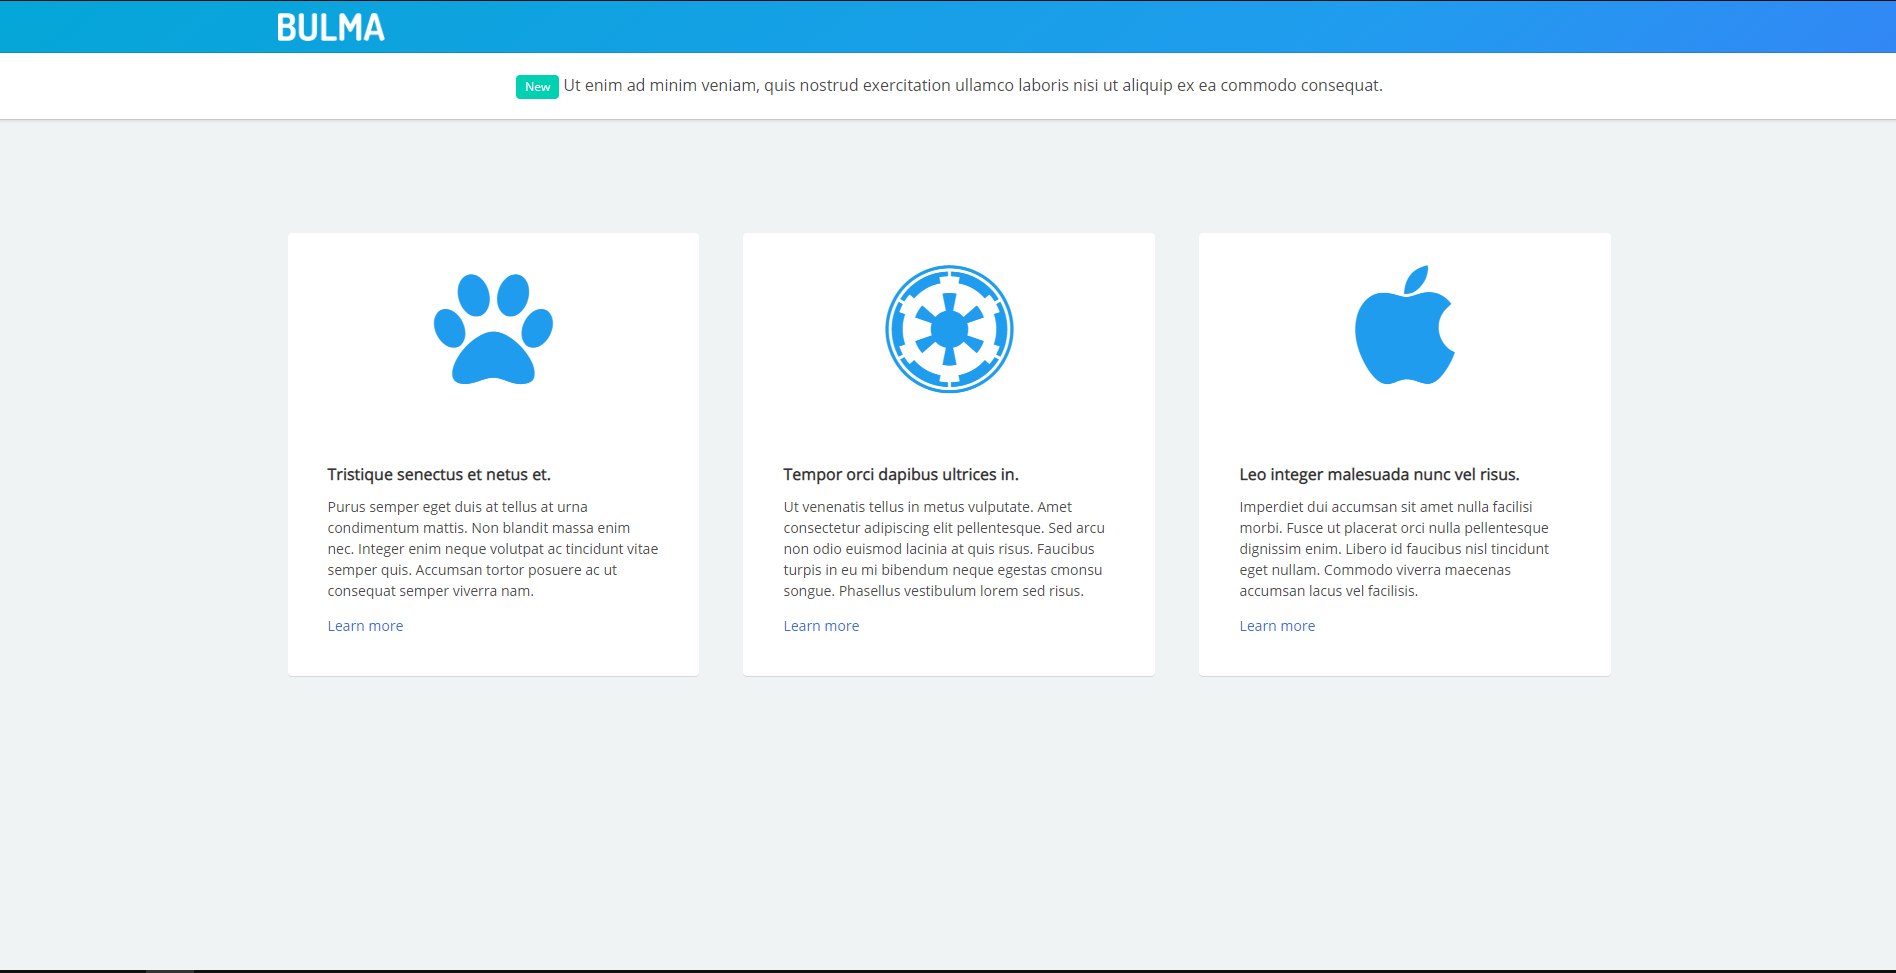 BULMA
New Ut enim ad minim veniam, quis nostrud exercitation ullamco laboris nisi ut aliquip ex ea commodo consequat.
Tristique senectus et netus et.
Purus semper eget duis at tellus at urna
condimentum mattis. Non blandit massa enim
nec. Integer enim neque volutpat ac tincidunt vitae
semper quis. Accumsan tortor posuere ac ut
consequat semper viverra nam.
Learn more
Tempor orci dapibus ultrices in.
Ut venenatis tellus in metus vulputate. Amet
consectetur adipiscing elit pellentesque. Sed arcu
non odio euismod lacinia at quis risus. Faucibus
turpis in eu mi bibendum neque egestas cmonsu
songue. Phasellus vestibulum lorem sed risus.
Learn more
Leo integer malesuada nunc vel risus.
Imperdiet dui accumsan sit amet nulla facilisi
morbi. Fusce ut placerat orci nulla pellentesque
dignissim enim. Libero id faucibus nisl tincidunt
eget nullam. Commodo viverra maecenas
accumsan lacus vel facilisis.
Learn more